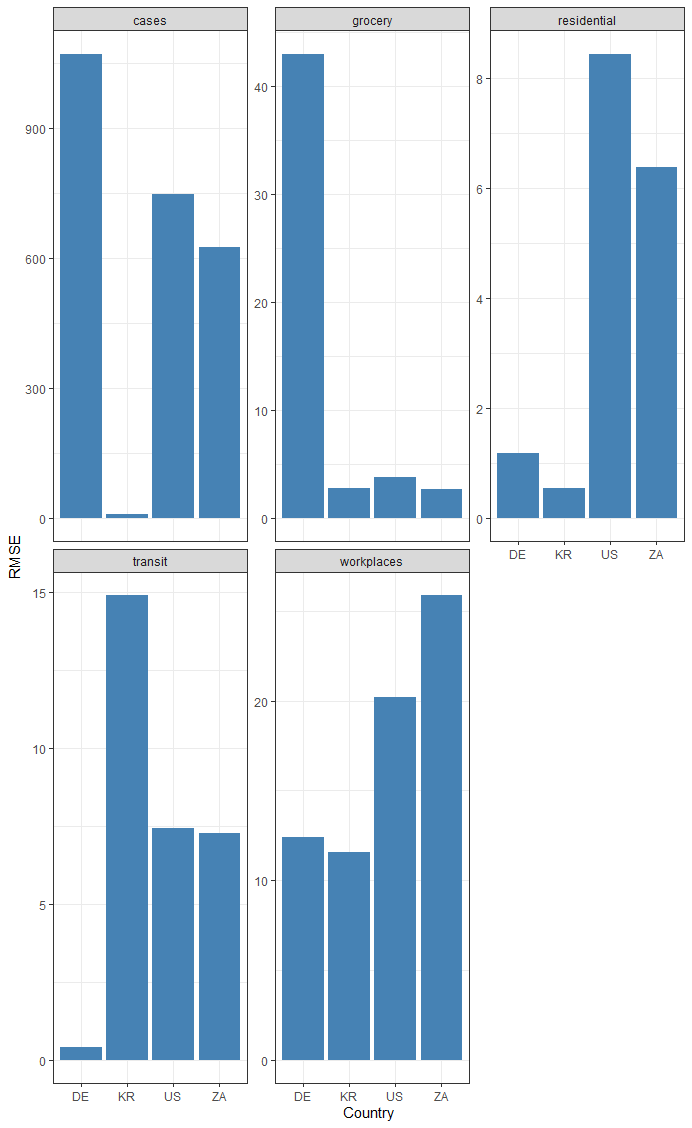 cases
grocery
residential
900
600
300
0
40
30
20
10
0
8
6
4
2
0
DE KR US ZA
RMSE
transit
workplaces
15
10
5
0
20
10
0
DE KR US ZA
DE KR US ZA
Country